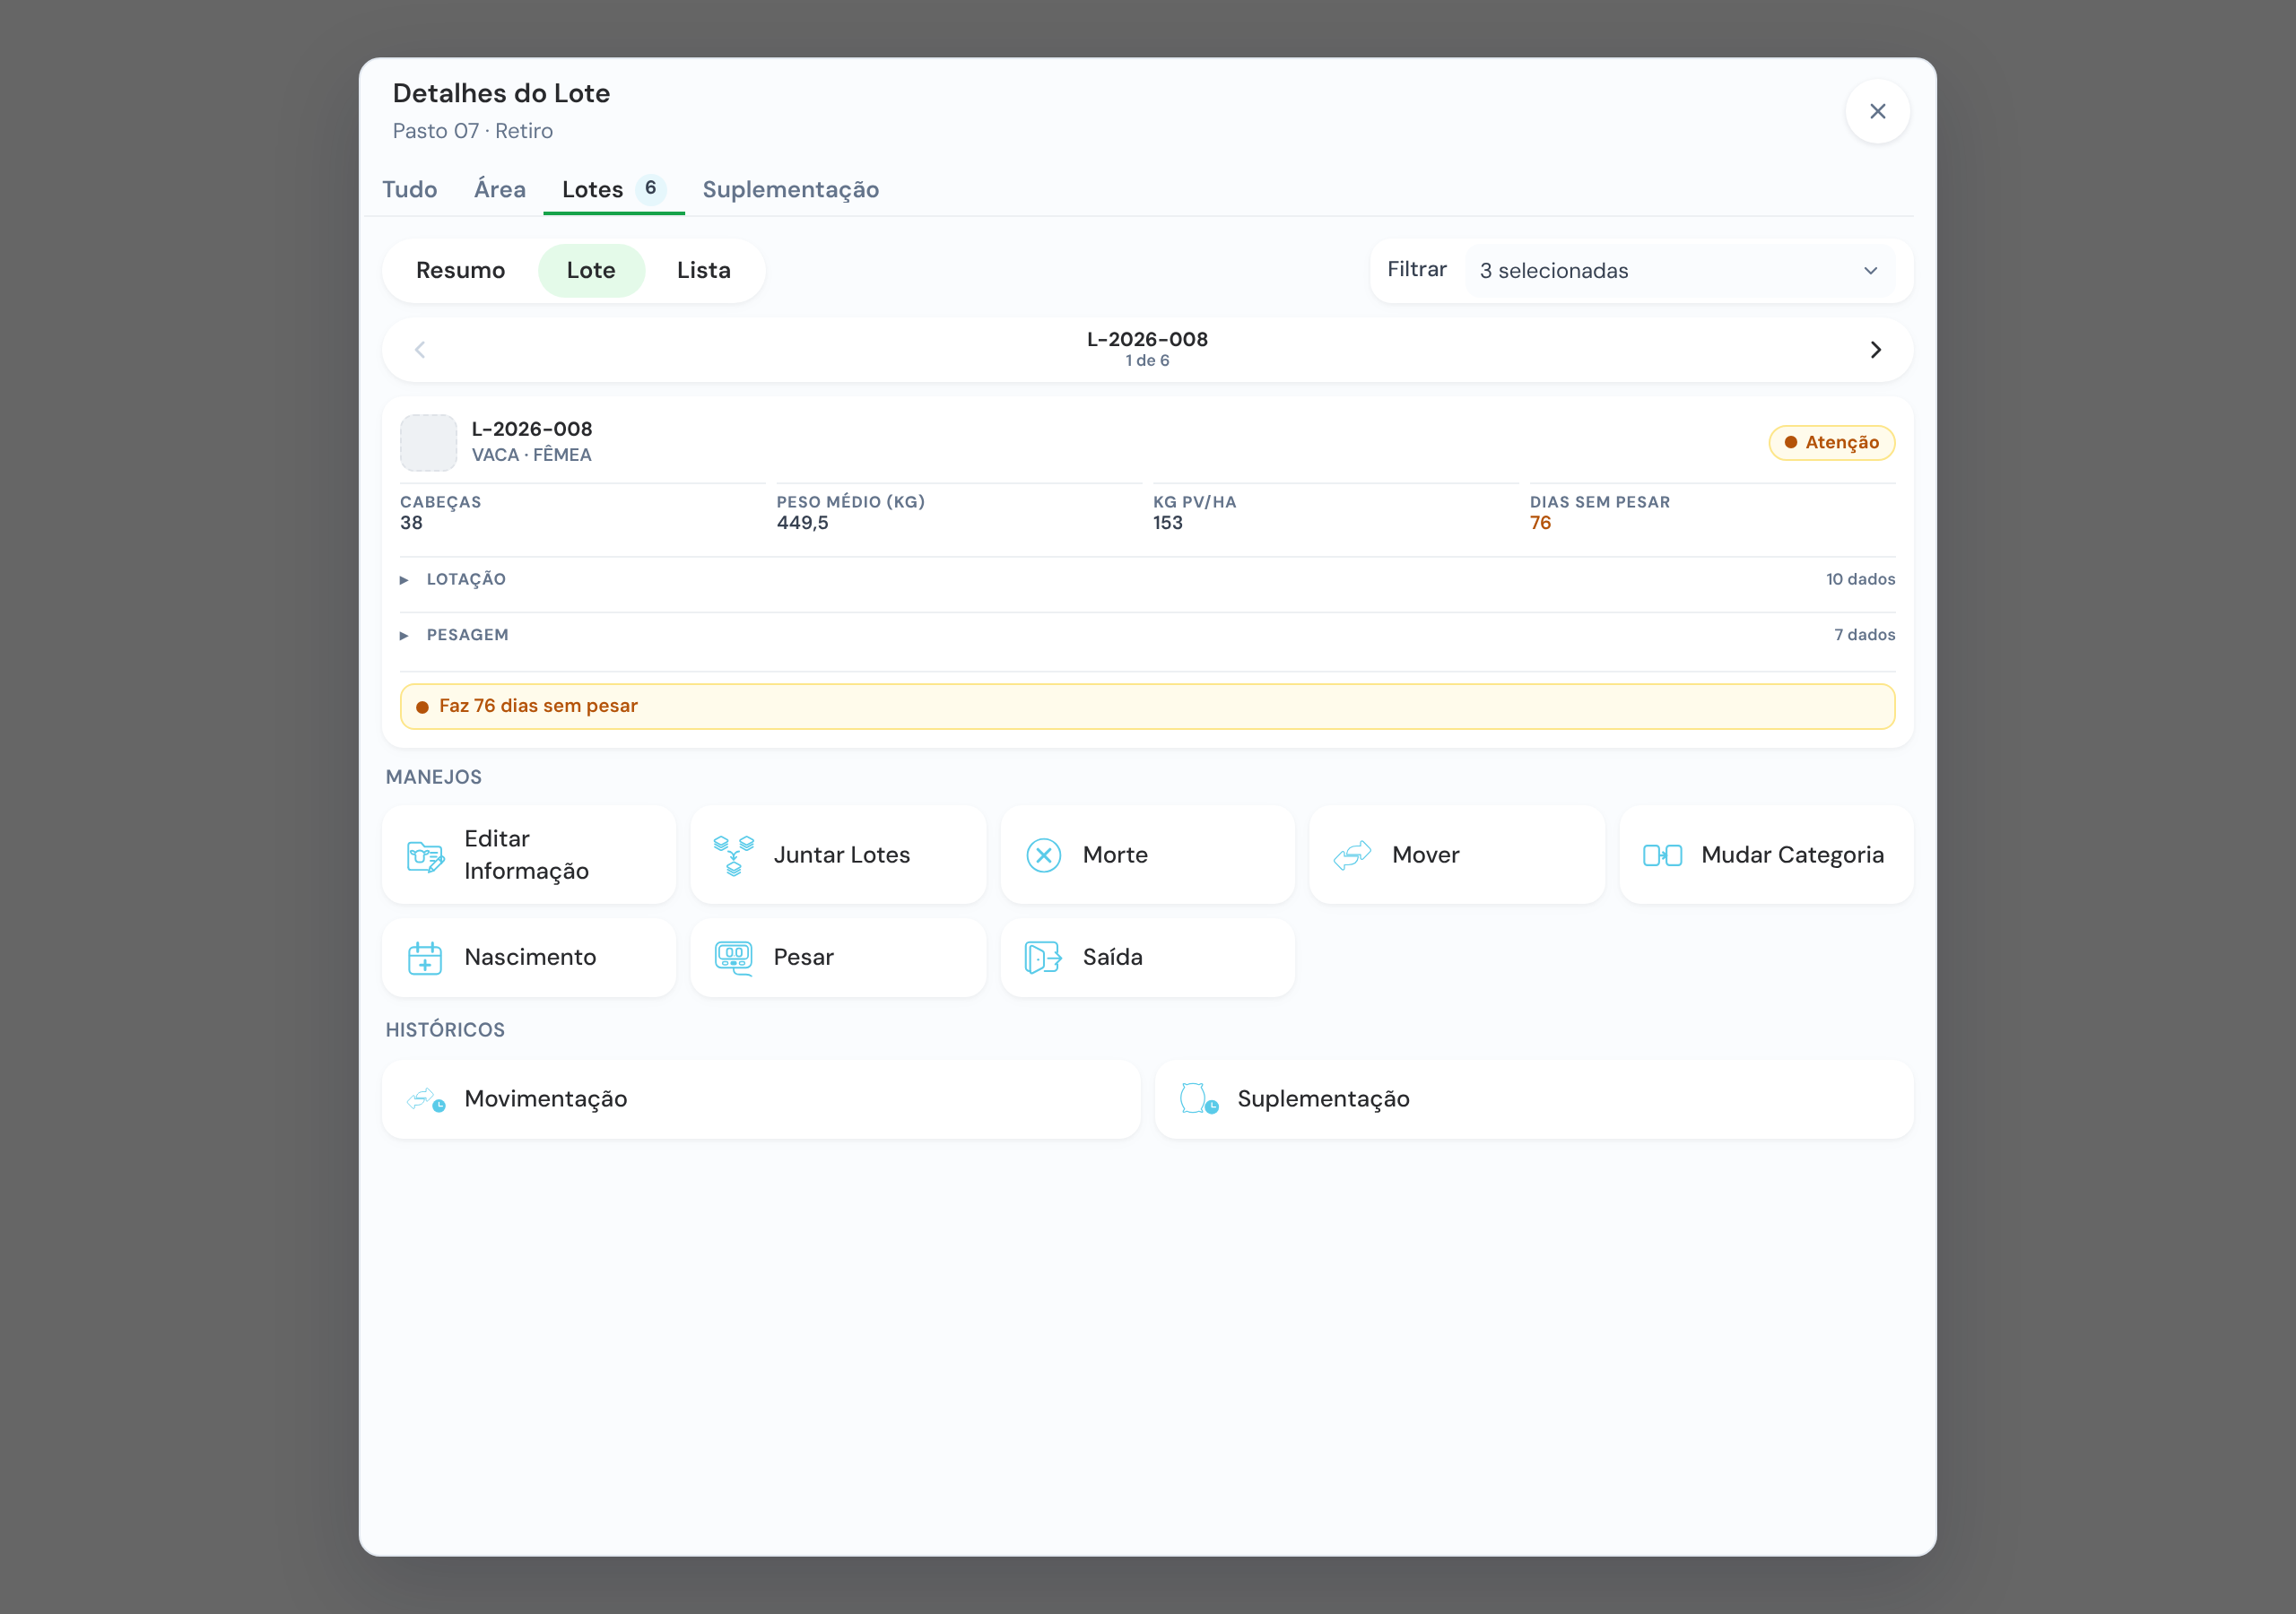 Detalhes do Lote
Pasto 07 · Retiro
Tudo Área Lotes 6 Suplementação
Resumo Lote Lista Filtrar 3 selecionadas
L-2026-008
1 de 6
L-2026-008
VACA · FÊMEA
Atenção
CABEÇAS PESO MÉDIO (KG) KG PV/HA DIAS SEM PESAR
38 449,5 153 76
LOTAÇÃO 10 dados
PESAGEM 7 dados
Faz 76 dias sem pesar
MANEJOS
Editar
Informação
Juntar Lotes
Morte
Mover
Mudar Categoria
Nascimento
Pesar
Saída
HISTÓRICOS
Movimentação
Suplementação